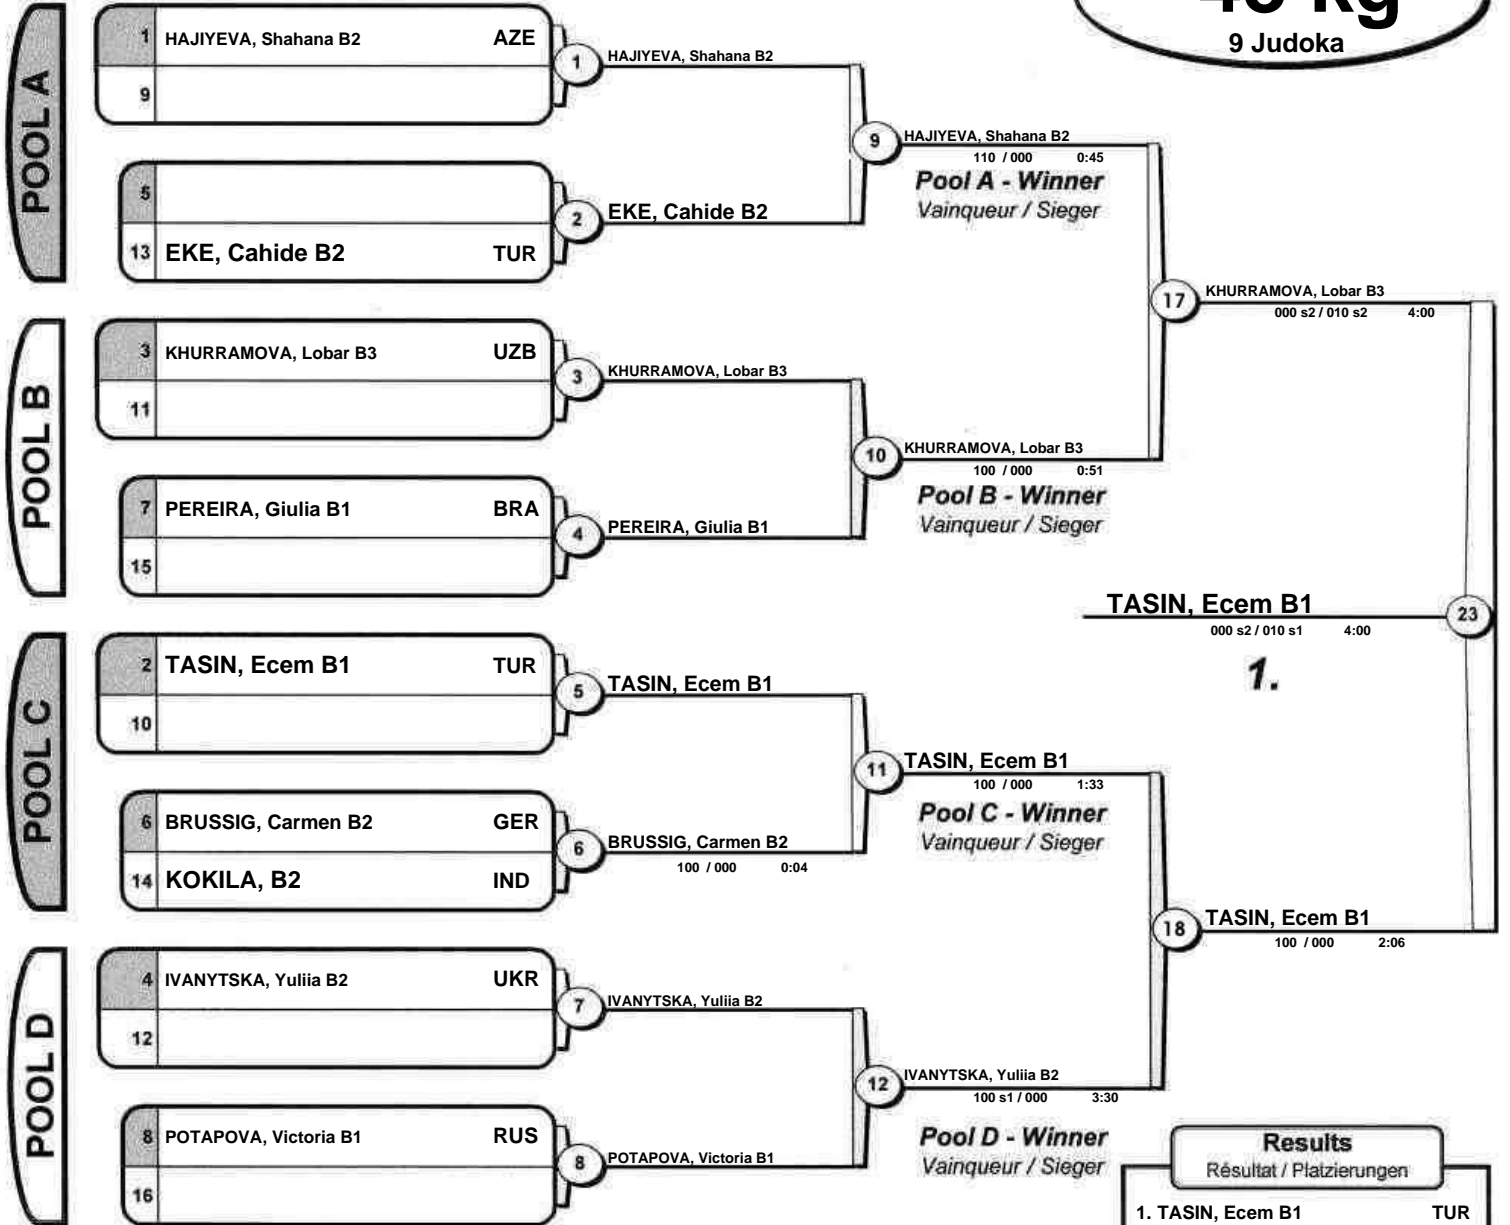 48 kg
9 Judoka
POOL A
1 HAJIYEVA, Shahana B2 AZE
9
1 HAJIYEVA, Shahana B2
5
13 EKE, Cahide B2 TUR
2 EKE, Cahide B2
9 HAJIYEVA, Shahana B2
110 / 000 0:45
Pool A - Winner
Vainqueur / Sieger
POOL B
3 KHURRAMOVA, Lobar B3 UZB
11
3 KHURRAMOVA, Lobar B3
7 PEREIRA, Giulia B1 BRA
15
4 PEREIRA, Giulia B1
10 KHURRAMOVA, Lobar B3
100 / 000 0:51
Pool B - Winner
Vainqueur / Sieger
17 KHURRAMOVA, Lobar B3
000 s2 / 010 s2 4:00
TASIN, Ecem B1 23
000 s2 / 010 s1 4:00
1.
POOL C
2 TASIN, Ecem B1 TUR
10
5 TASIN, Ecem B1
6 BRUSSIG, Carmen B2 GER
14 KOKILA, B2 IND
6 BRUSSIG, Carmen B2
100 / 000 0:04
11 TASIN, Ecem B1
100 / 000 1:33
Pool C - Winner
Vainqueur / Sieger
18 TASIN, Ecem B1
100 / 000 2:06
POOL D
4 IVANYTSKA, Yuliia B2 UKR
12
7 IVANYTSKA, Yuliia B2
8 POTAPOVA, Victoria B1 RUS
16
8 POTAPOVA, Victoria B1
12 IVANYTSKA, Yuliia B2
100 s1 / 000 3:30
Pool D - Winner
Vainqueur / Sieger
Results
Résultat / Platzierungen
1. TASIN, Ecem B1 TUR